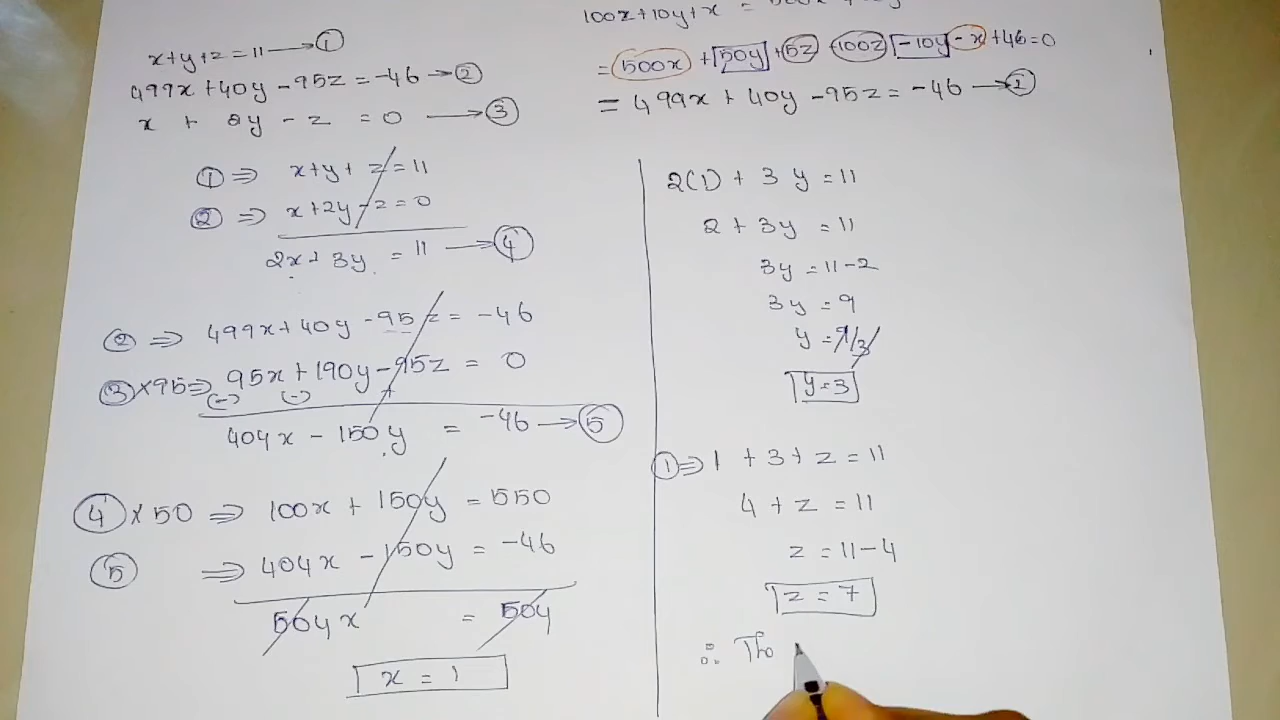 x+y+z=11 → ①
499x+40y-95z=-46 → ②
x + 2y - z = 0 → ③
① ⇒ x+y+z=11
② ⇒ x+2y-z=0
2x+3y = 11 → ④
② ⇒ 499x+40y-95z=-46
③×95⇒ 95x+190y-95z = 0
(-) (-) +
404x-150y = -46 → ⑤
④×50 ⇒ 100x+150y=550
⑤ ⇒ 404x-150y=-46
504x = 504
x = 1
100z+10y+x =
= 500x+50y+5z-100z-10y-x+46=0
= 499x+40y-95z=-46 → ②
2(1)+3y=11
2+3y=11
3y=11-2
3y=9
y=9/3
y=3
①⇒1+3+z=11
4+z=11
z=11-4
z=7
∴ Th